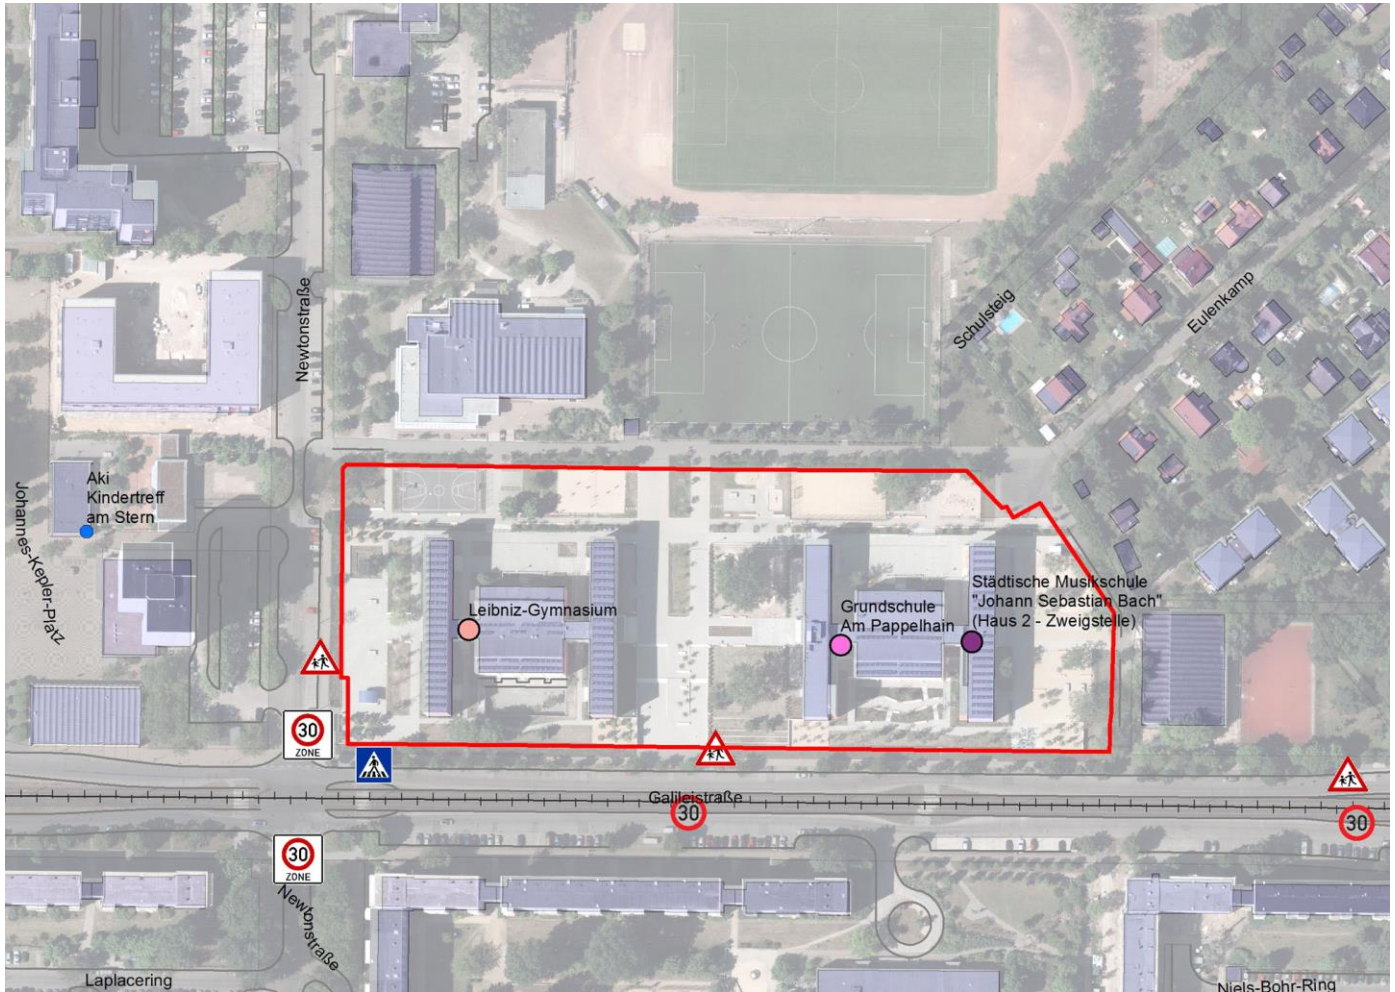 Newtonstraße
Schulsteig
Eulenkamp
Aki
Kindertreff
am Stern
Johannes-Kepler-Platz
Leibniz-Gymnasium
Grundschule
Am Pappelhain
Städtische Musikschule
"Johann Sebastian Bach"
(Haus 2 - Zweigstelle)
30
ZONE
Galileistraße
30
30
30
ZONE
Newtonstraße
Laplacering
Niels-Bohr-Ring